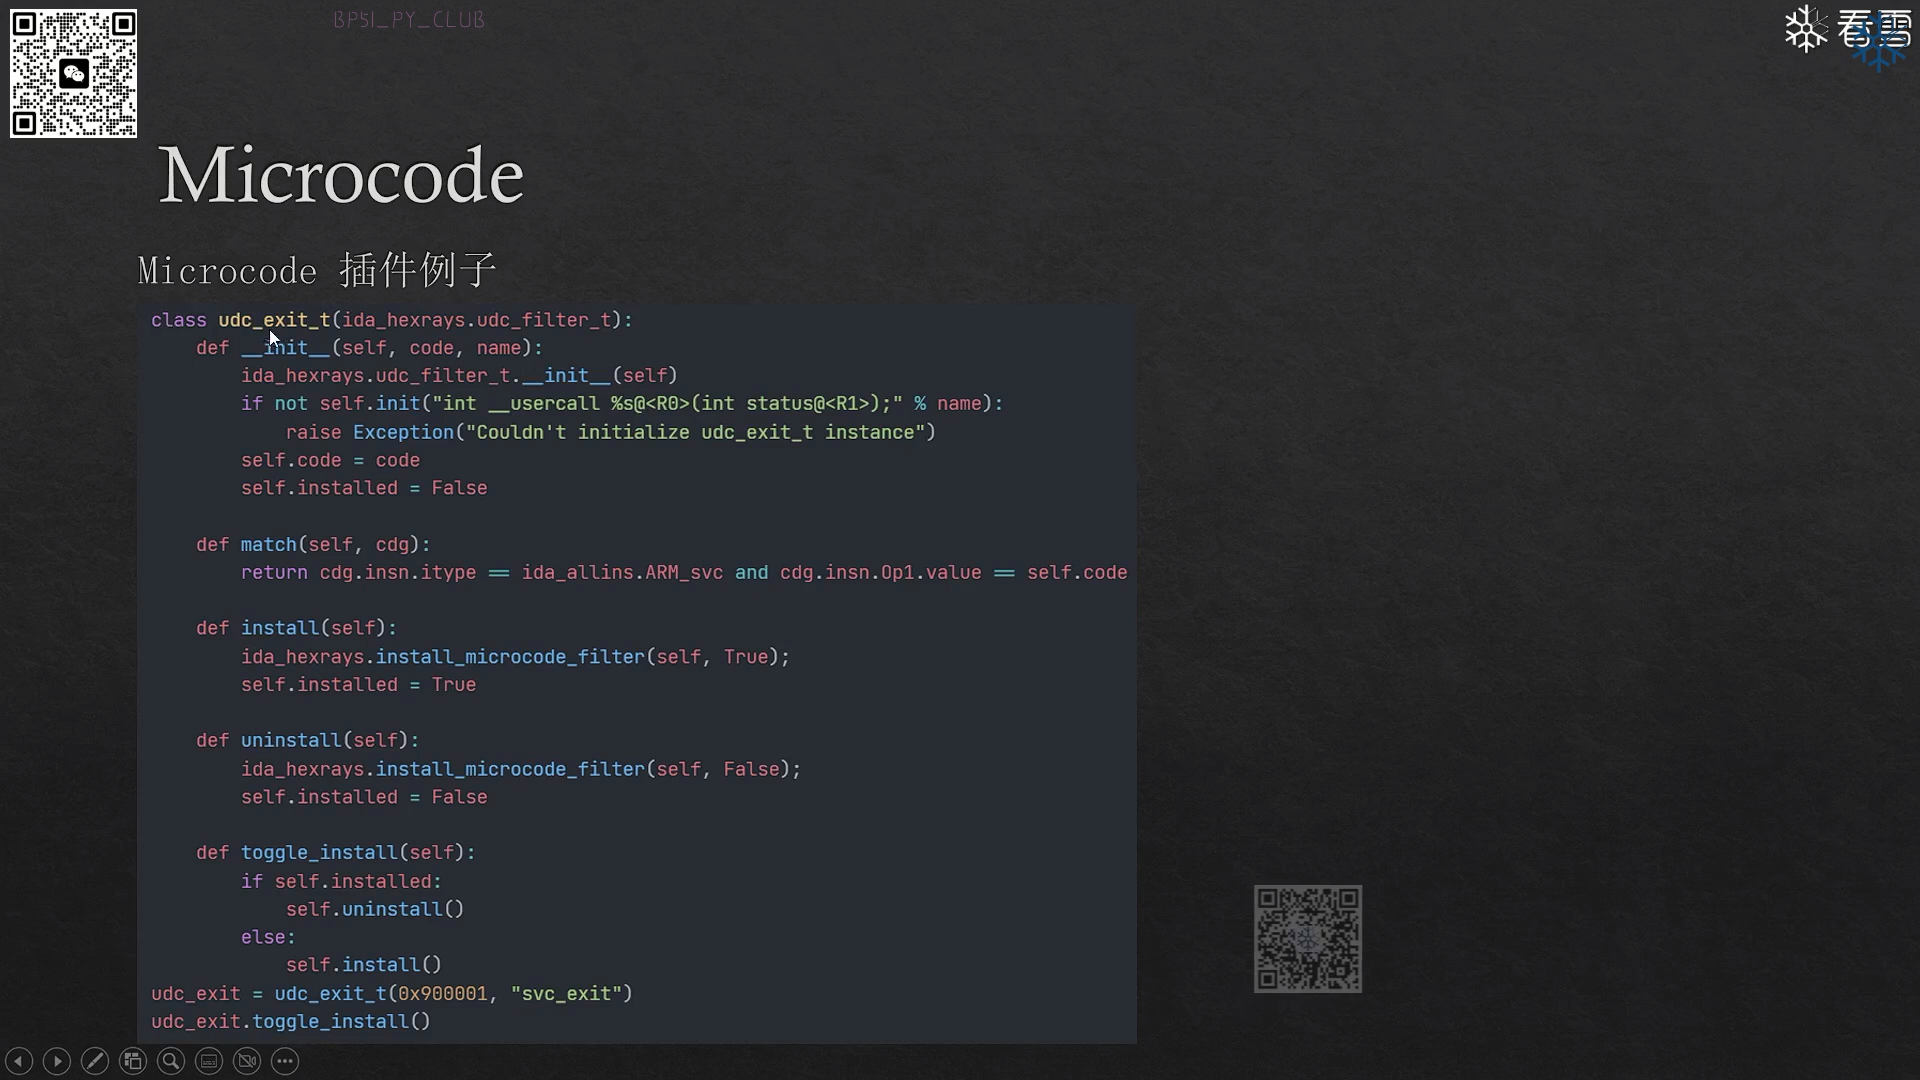 BP5I_PY_CLUB
看雪
Microcode
Microcode 插件例子
class udc_exit_t(ida_hexrays.udc_filter_t):
    def __init__(self, code, name):
        ida_hexrays.udc_filter_t.__init__(self)
        if not self.init("int __usercall %s@<R0>(int status@<R1>);" % name):
            raise Exception("Couldn't initialize udc_exit_t instance")
        self.code = code
        self.installed = False
    def match(self, cdg):
        return cdg.insn.itype == ida_allins.ARM_svc and cdg.insn.Op1.value == self.code
    def install(self):
        ida_hexrays.install_microcode_filter(self, True);
        self.installed = True
    def uninstall(self):
        ida_hexrays.install_microcode_filter(self, False);
        self.installed = False
    def toggle_install(self):
        if self.installed:
            self.uninstall()
        else:
            self.install()
udc_exit = udc_exit_t(0x900001, "svc_exit")
udc_exit.toggle_install()